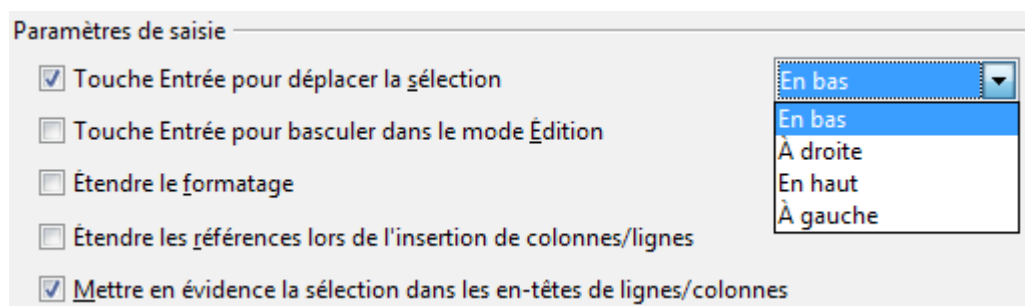 Paramètres de saisie
Touche Entrée pour déplacer la sélection
En bas
En bas
À droite
En haut
À gauche
Touche Entrée pour basculer dans le mode Édition
Étendre le formatage
Étendre les références lors de l'insertion de colonnes/lignes
Mettre en évidence la sélection dans les en-têtes de lignes/colonnes